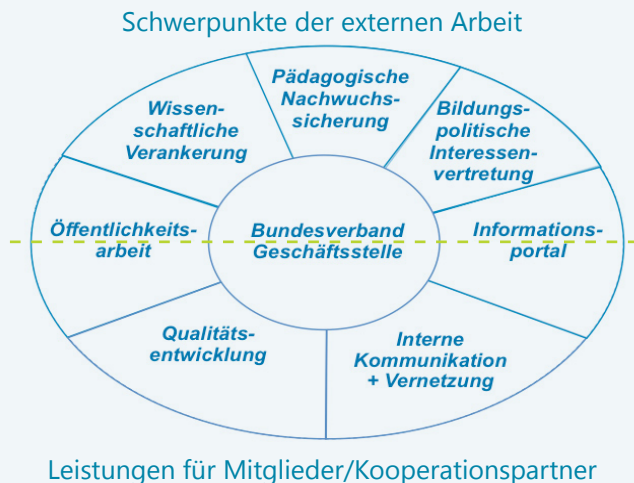 Schwerpunkte der externen Arbeit
Pädagogische
Nachwuchs-
sicherung
Wissen-
schaftliche
Verankerung
Bildungs-
politische
Interessen-
vertretung
Öffentlichkeits-
arbeit
Bundesverband
Geschäftsstelle
Informations-
portal
Qualitäts-
entwicklung
Interne
Kommunikation
+ Vernetzung
Leistungen für Mitglieder/Kooperationspartner